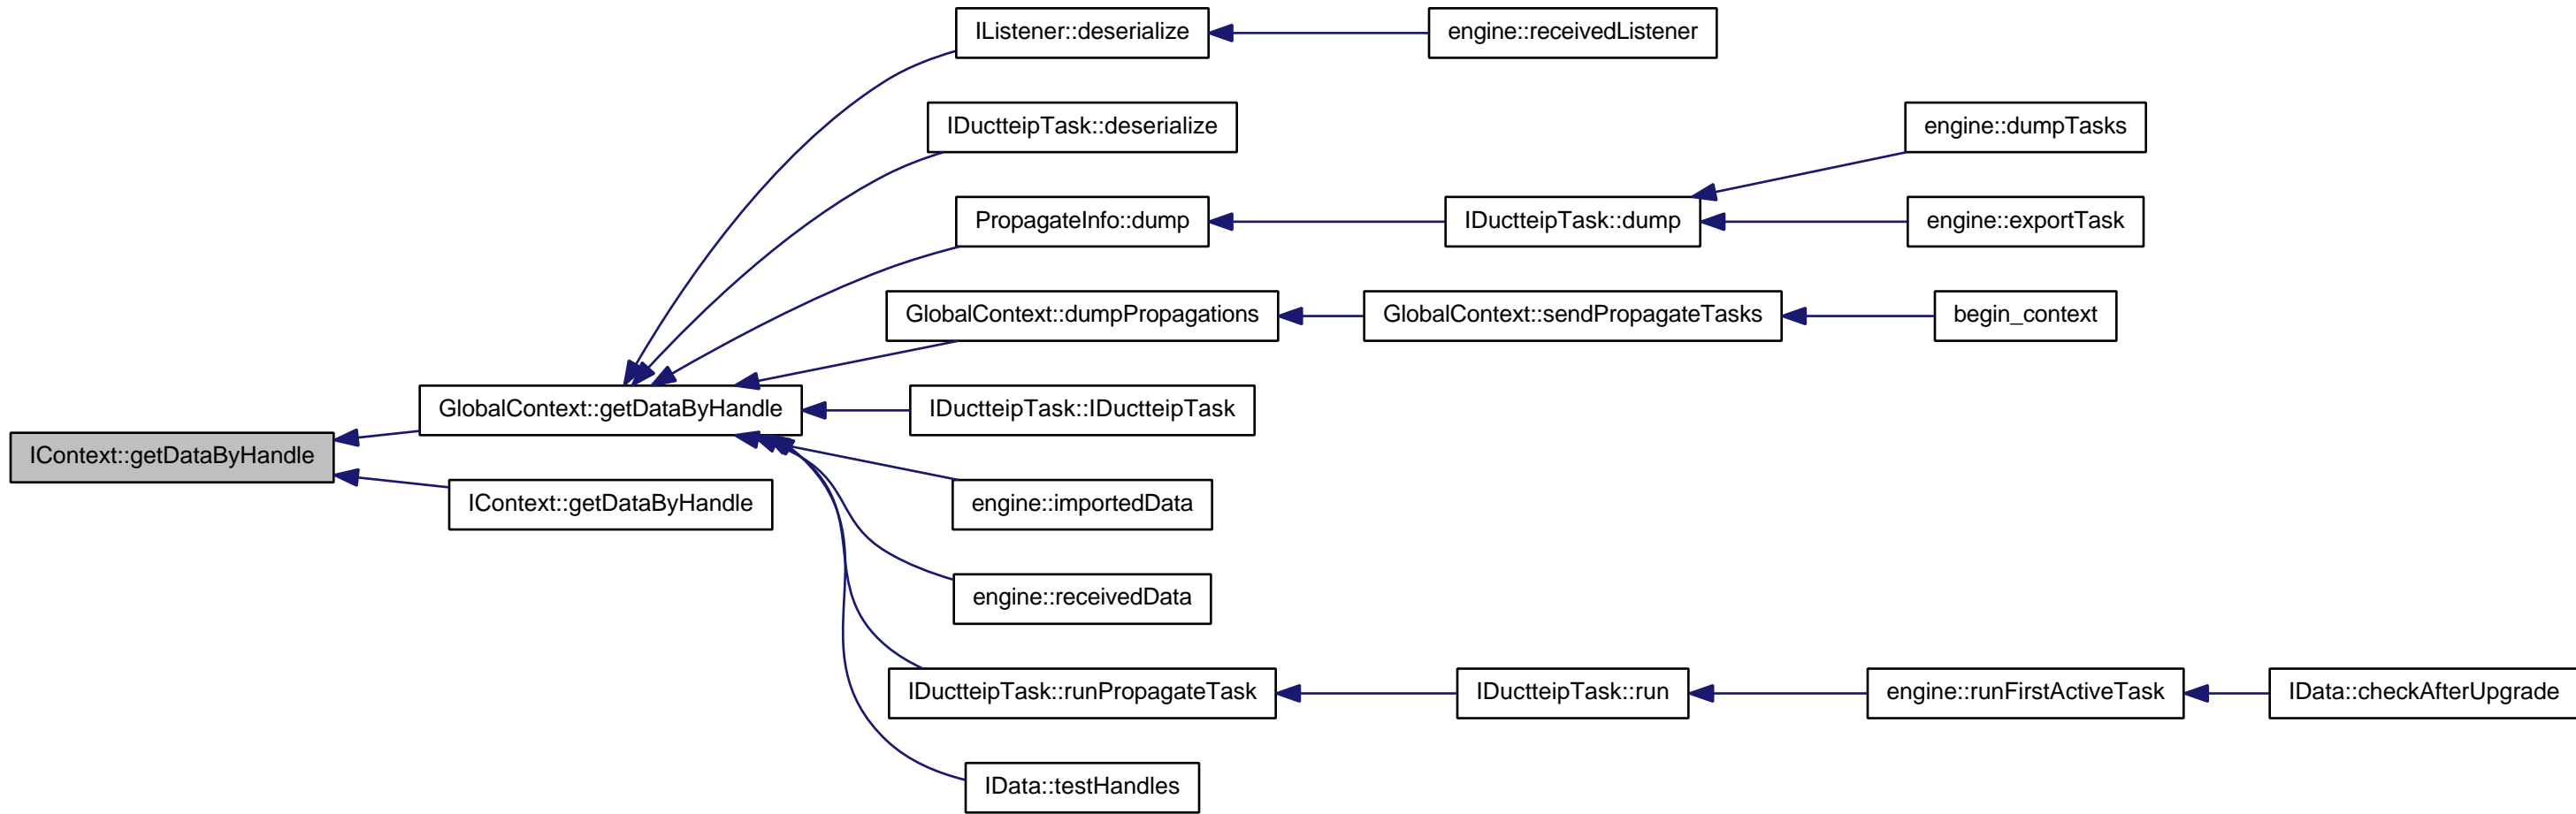 IListener::deserialize
engine::receivedListener
IDuctteipTask::deserialize
engine::dumpTasks
PropagateInfo::dump
IDuctteipTask::dump
engine::exportTask
GlobalContext::dumpPropagations
GlobalContext::sendPropagateTasks
begin_context
GlobalContext::getDataByHandle
IDuctteipTask::IDuctteipTask
IContext::getDataByHandle
IContext::getDataByHandle
engine::importedData
engine::receivedData
IDuctteipTask::runPropagateTask
IDuctteipTask::run
engine::runFirstActiveTask
IData::checkAfterUpgrade
IData::testHandles